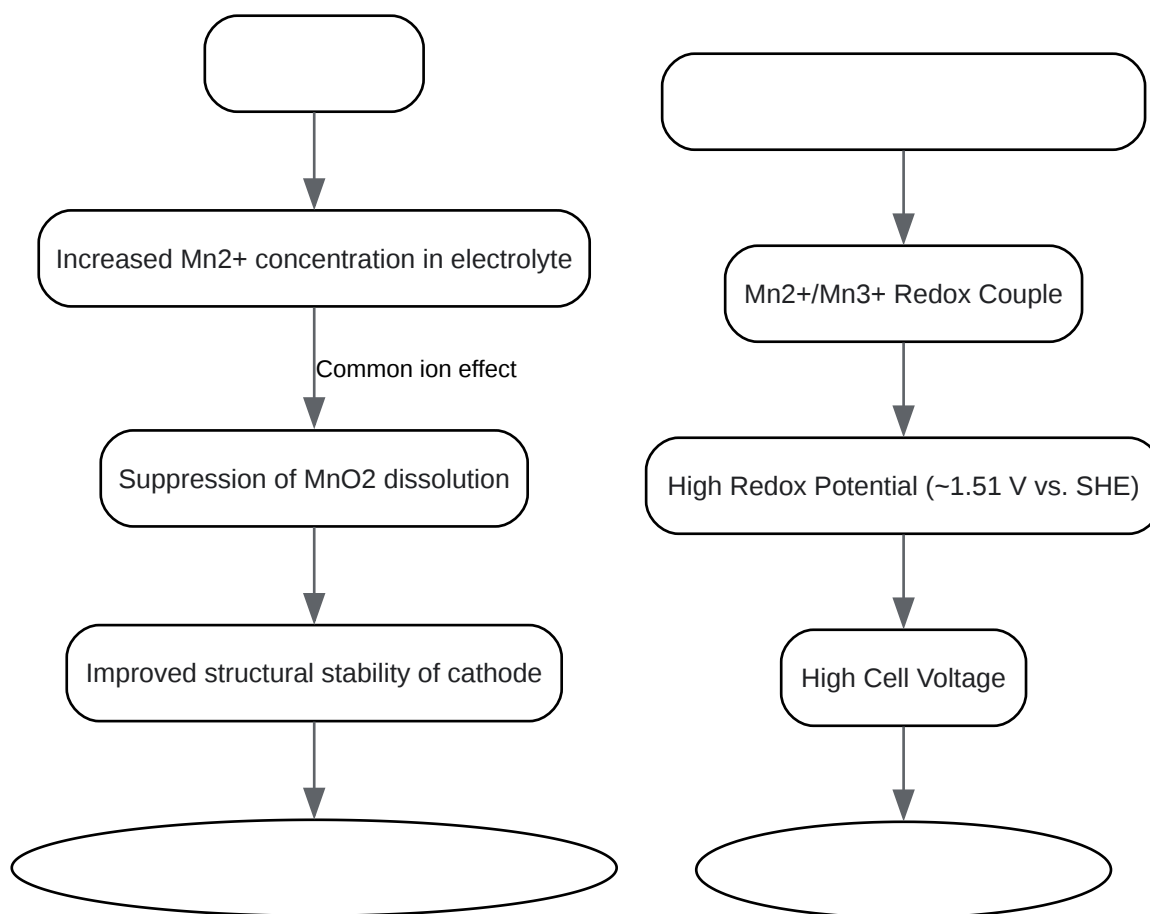 Increased Mn2+ concentration in electrolyte
Common ion effect
Suppression of MnO2 dissolution
Improved structural stability of cathode
Mn2+/Mn3+ Redox Couple
High Redox Potential (~1.51 V vs. SHE)
High Cell Voltage